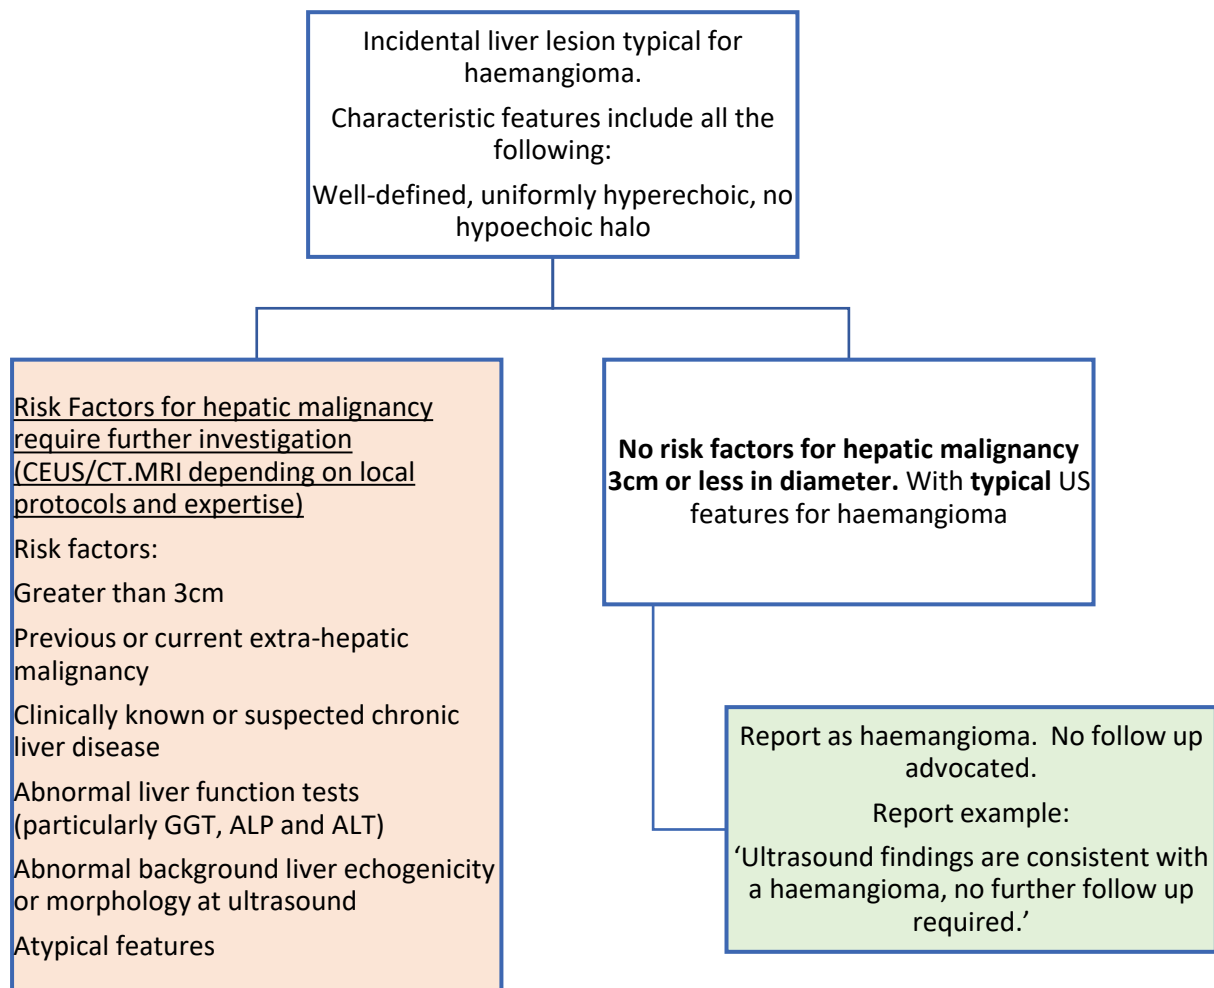 Incidental liver lesion typical for
haemangioma.
Characteristic features include all the
following:
Well-defined, uniformly hyperechoic, no
hypoechoic halo
Risk Factors for hepatic malignancy
require further investigation
(CEUS/CT.MRI depending on local
protocols and expertise)
Risk factors:
Greater than 3cm
Previous or current extra-hepatic
malignancy
Clinically known or suspected chronic
liver disease
Abnormal liver function tests
(particularly GGT, ALP and ALT)
Abnormal background liver echogenicity
or morphology at ultrasound
Atypical features
No risk factors for hepatic malignancy
3cm or less in diameter. With typical US
features for haemangioma
Report as haemangioma.  No follow up
advocated.
Report example:
‘Ultrasound findings are consistent with
a haemangioma, no further follow up
required.’